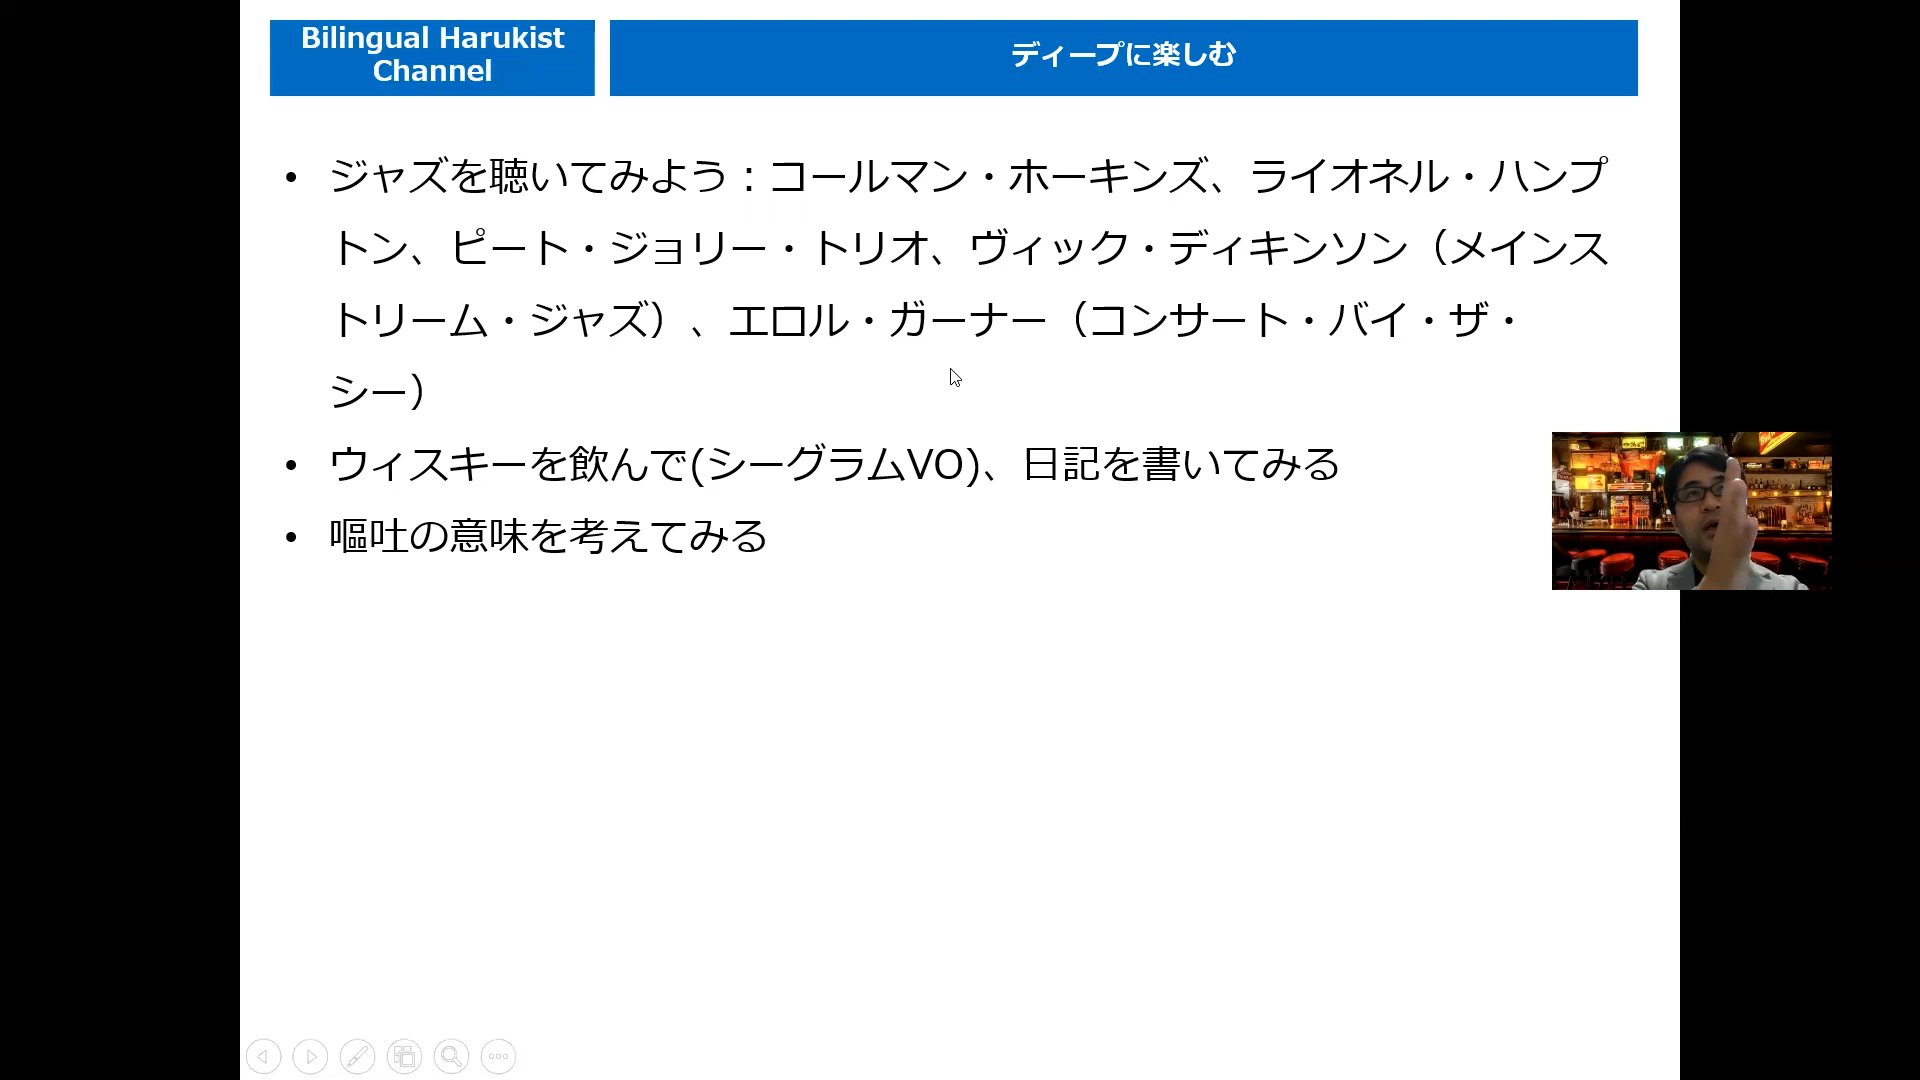 Bilingual Harukist
Channel
ディープに楽しむ
• ジャズを聴いてみよう：コールマン・ホーキンズ、ライオネル・ハンプ
トン、ピート・ジョリー・トリオ、ヴィック・ディキンソン（メインス
トリーム・ジャズ）、エロル・ガーナー（コンサート・バイ・ザ・
シー）
• ウィスキーを飲んで(シーグラムVO)、日記を書いてみる
• 嘔吐の意味を考えてみる